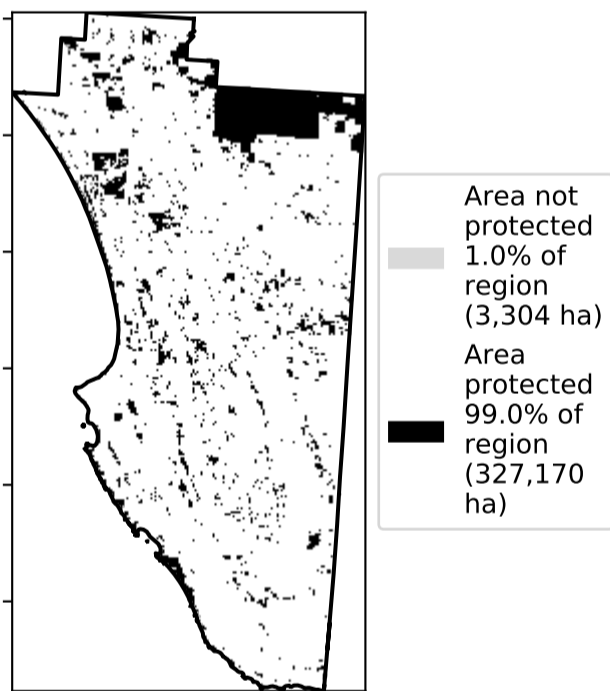 Area not
protected
1.0% of
region
(3,304 ha)
Area
protected
99.0% of
region
(327,170
ha)